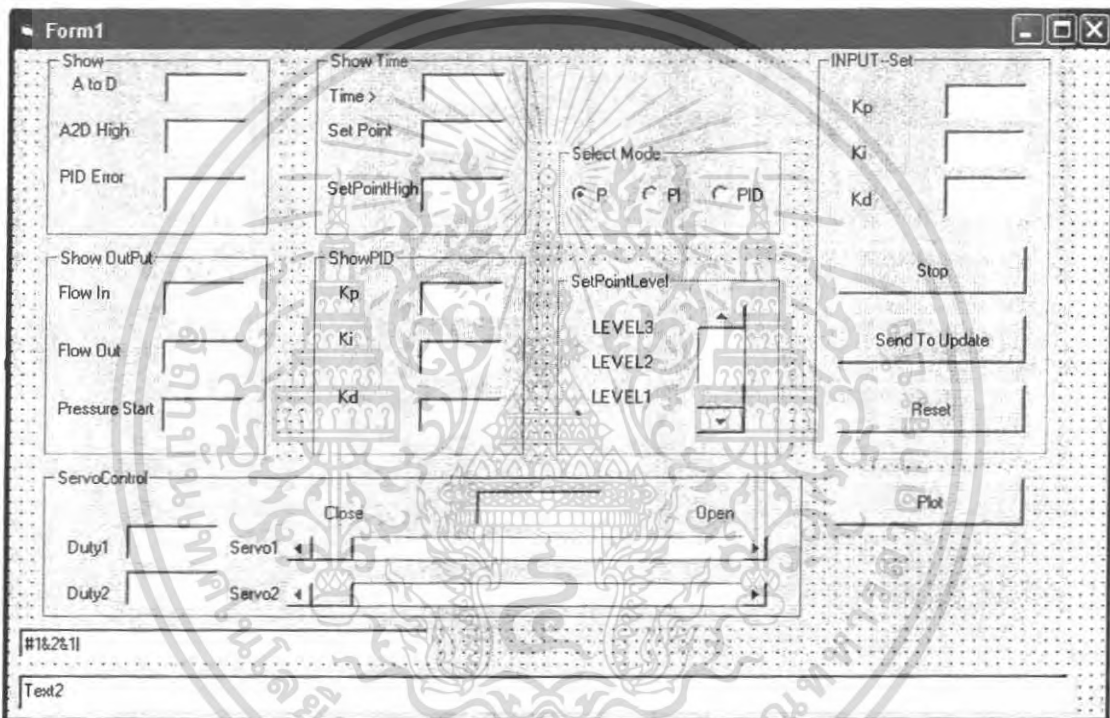 Form1
Show
A to D
A2D High
PID Error
Show Time
Time >
Set Point
SetPointHigh
Select Mode
P PI PID
INPUT--Set
Kp
Ki
Kd
Show OutPut
Flow In
Flow Out
Pressure Start
ShowPID
Kp
Ki
Kd
SetPointLevel
LEVEL3
LEVEL2
LEVEL1
Stop
Send To Update
Reset
Plot
ServoControl
Close
Open
Duty1
Servo1
Duty2
Servo2
#1&2&1|
Text2